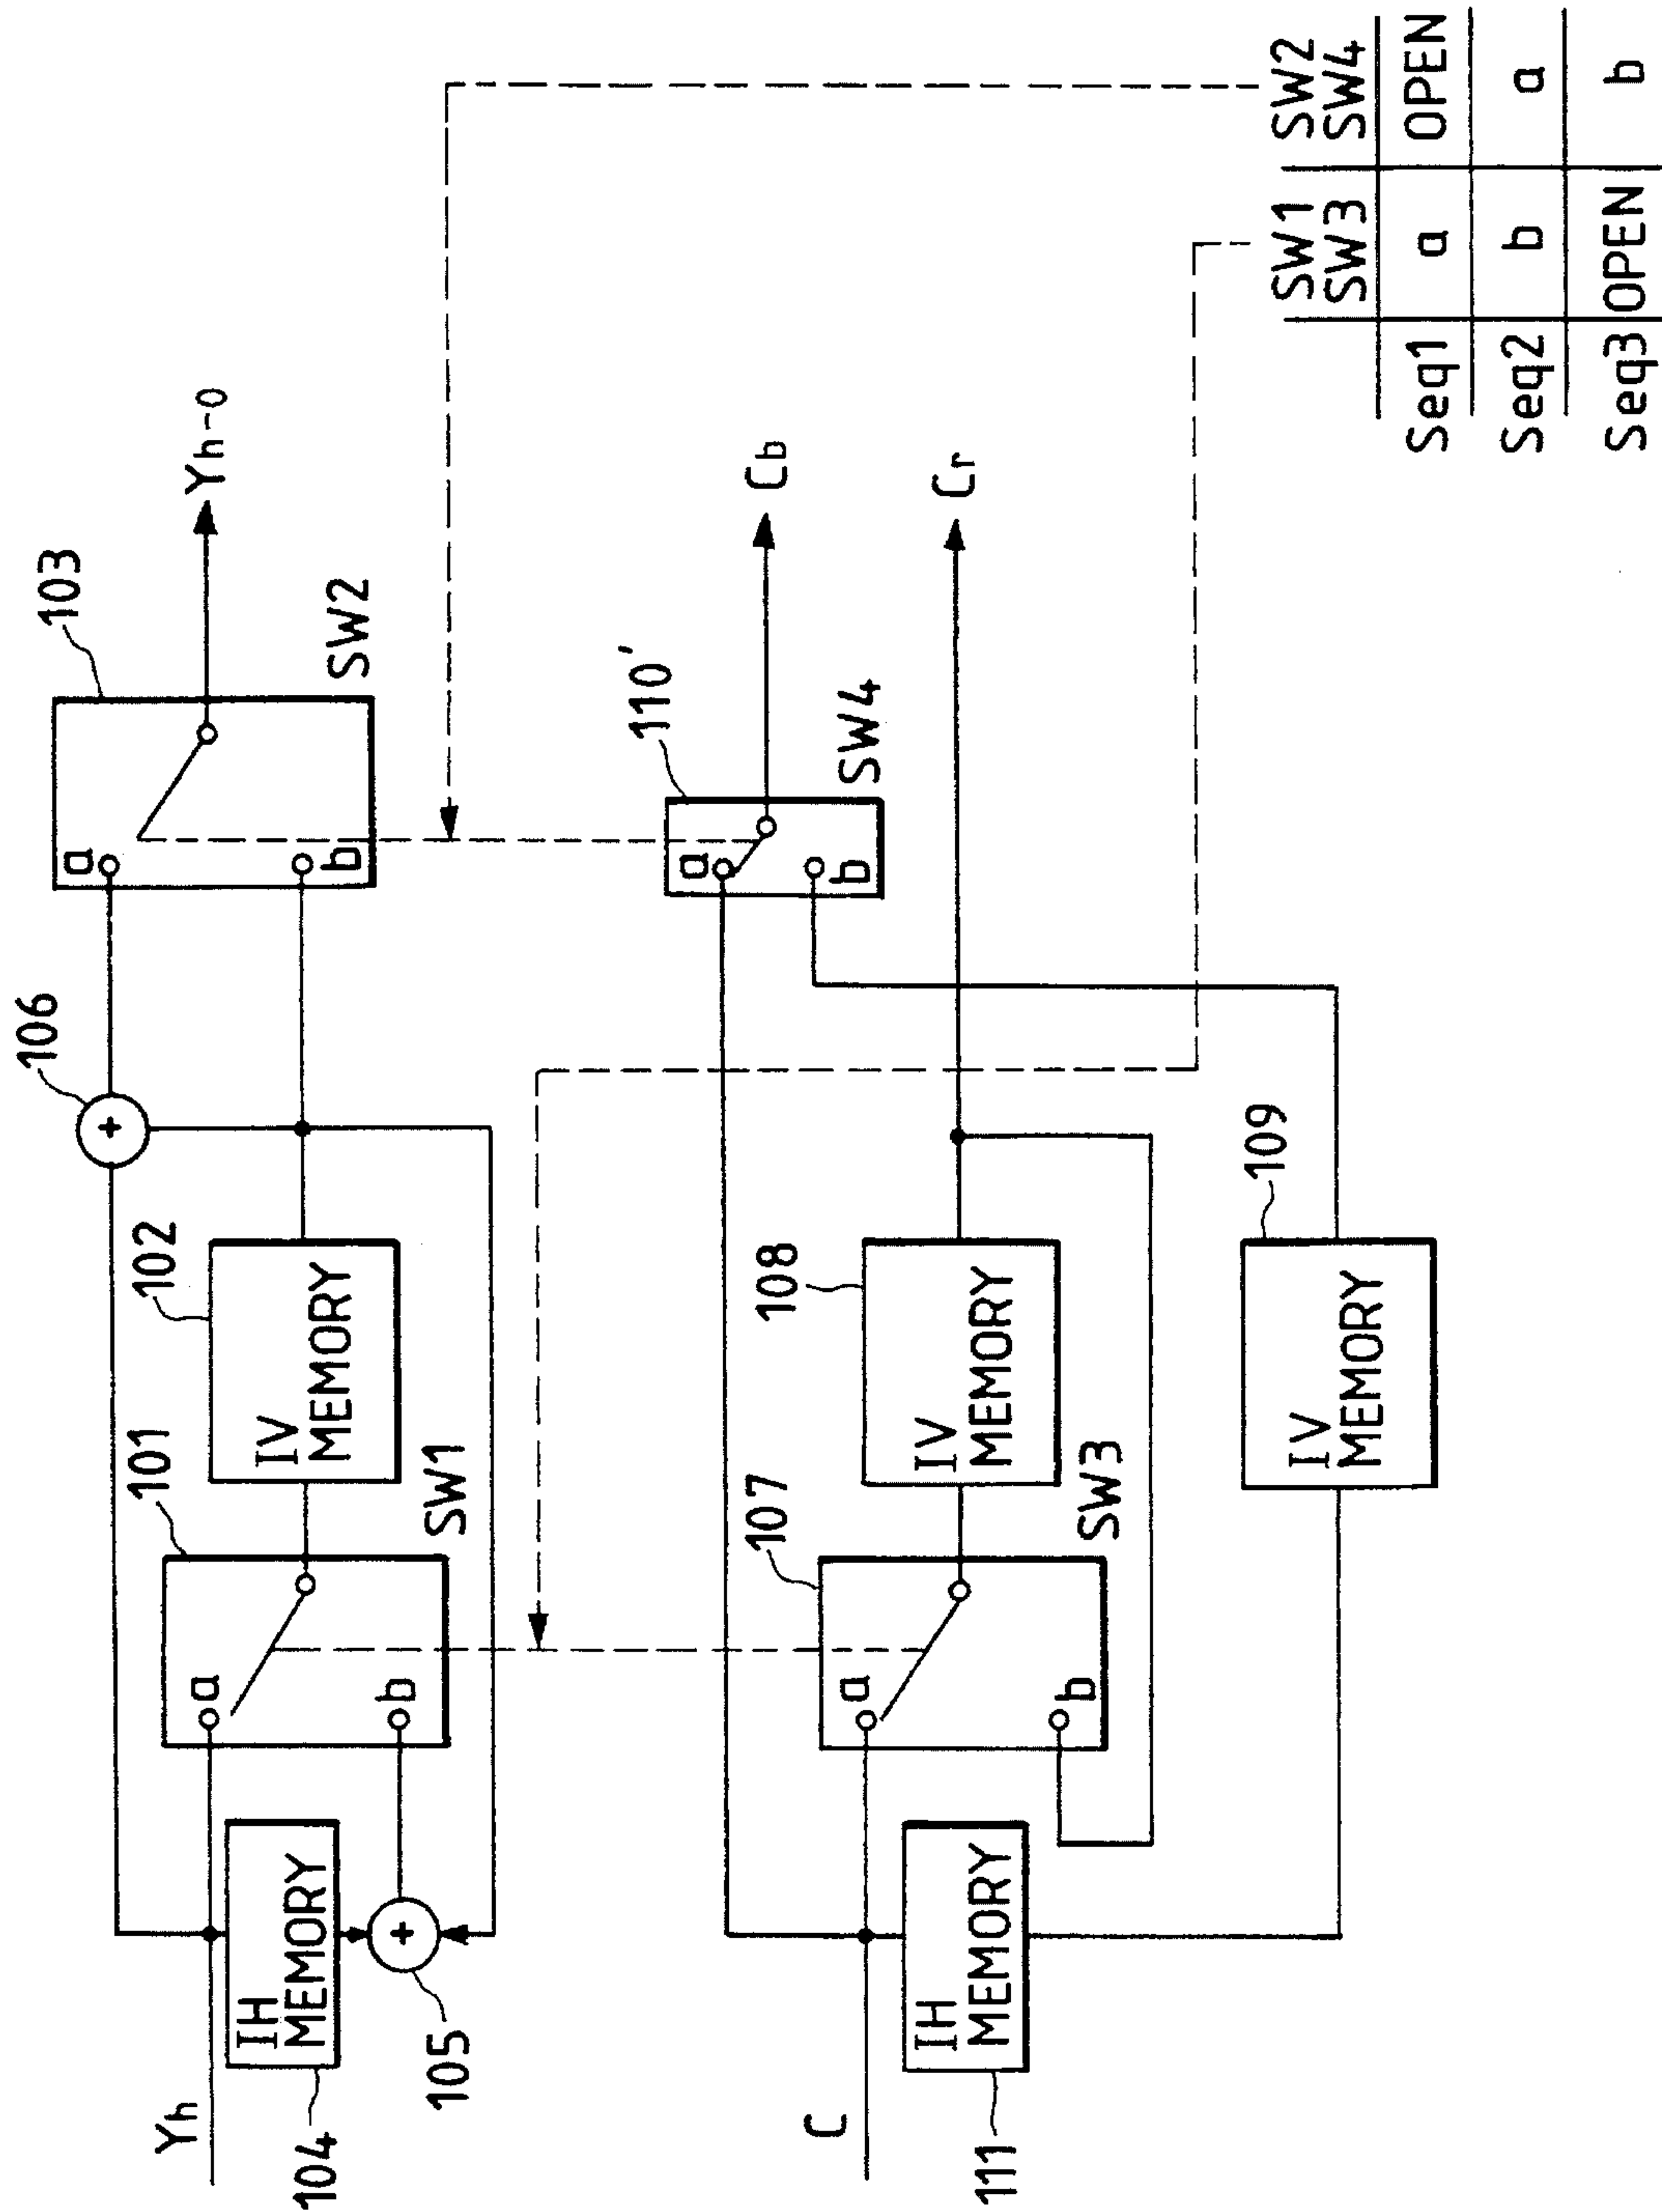 106
103
Yh-0
a
b
SW2
101
102
IV
MEMORY
a
b
SW1
Yh
IH
MEMORY
104
105
110'
a
b
SW4
Cb
Cr
107
108
IV
MEMORY
a
b
SW3
C
IH
MEMORY
111
109
IV
MEMORY
SW1 SW2
SW3 SW4
Seq1 a OPEN
Seq2 b a
Seq3 OPEN b
+
+